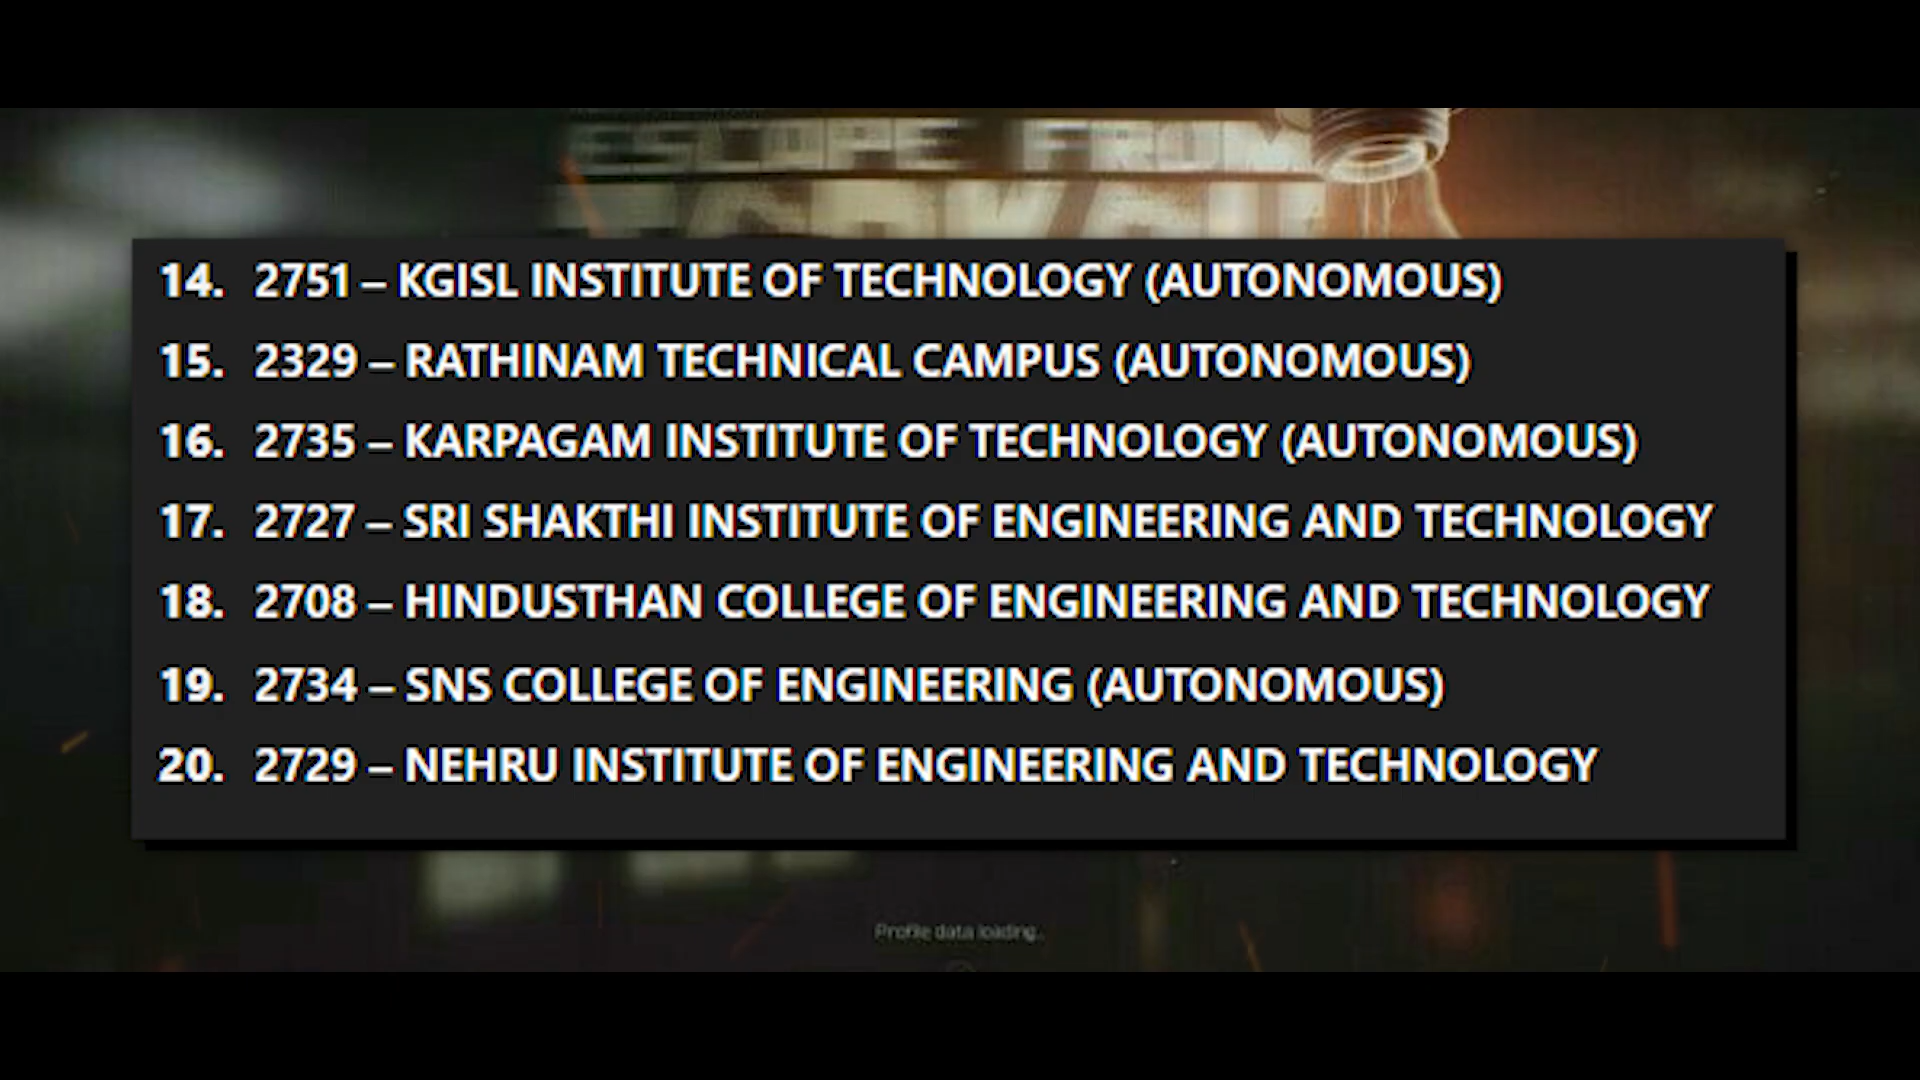 ESCAPE FROM
14. 2751 – KGISL INSTITUTE OF TECHNOLOGY (AUTONOMOUS)
15. 2329 – RATHINAM TECHNICAL CAMPUS (AUTONOMOUS)
16. 2735 – KARPAGAM INSTITUTE OF TECHNOLOGY (AUTONOMOUS)
17. 2727 – SRI SHAKTHI INSTITUTE OF ENGINEERING AND TECHNOLOGY
18. 2708 – HINDUSTHAN COLLEGE OF ENGINEERING AND TECHNOLOGY
19. 2734 – SNS COLLEGE OF ENGINEERING (AUTONOMOUS)
20. 2729 – NEHRU INSTITUTE OF ENGINEERING AND TECHNOLOGY
Profile data loading..